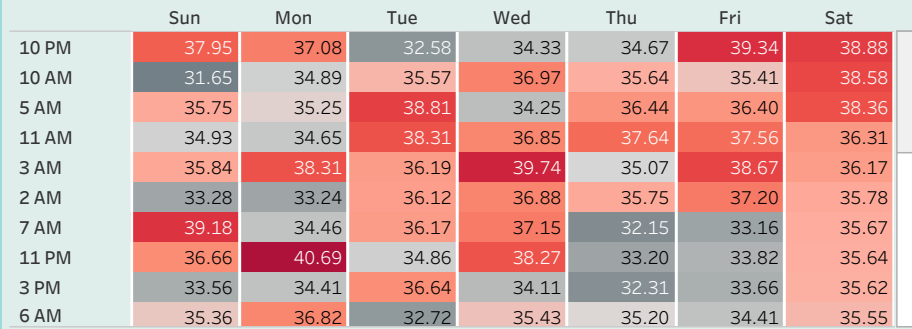 Sun Mon Tue Wed Thu Fri Sat
10 PM 37.95 37.08 32.58 34.33 34.67 39.34 38.88
10 AM 31.65 34.89 35.57 36.97 35.64 35.41 38.58
5 AM 35.75 35.25 38.81 34.25 36.44 36.40 38.36
11 AM 34.93 34.65 38.31 36.85 37.64 37.56 36.31
3 AM 35.84 38.31 36.19 39.74 35.07 38.67 36.17
2 AM 33.28 33.24 36.12 36.88 35.75 37.20 35.78
7 AM 39.18 34.46 36.17 37.15 32.15 33.16 35.67
11 PM 36.66 40.69 34.86 38.27 33.20 33.82 35.64
3 PM 33.56 34.41 36.64 34.11 32.31 33.66 35.62
6 AM 35.36 36.82 32.72 35.43 35.20 34.41 35.55